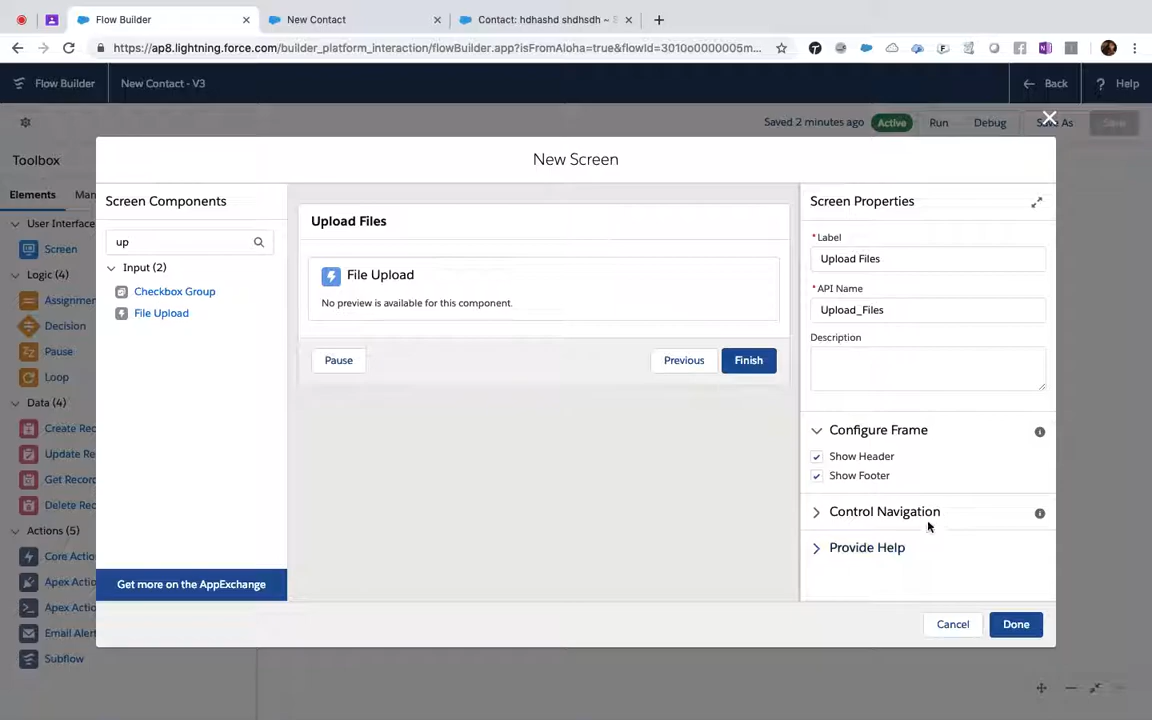 Flow Builder
New Contact
Contact: hdhashd shdhsdh ~
https://ap8.lightning.force.com/builder_platform_interaction/flowBuilder.app?isFromAloha=true&flowId=3010o0000005m...
Flow Builder
New Contact - V3
Back
? Help
Saved 2 minutes ago
Active
Run
Debug
Save As
Save
Toolbox
Elements
Man
User Interface
Screen
Logic (4)
Assignmen
Decision
Pause
Loop
Data (4)
Create Rec
Update Re
Get Record
Delete Rec
Actions (5)
Core Actio
Apex Actio
Apex Actio
Email Alert
Subflow
New Screen
Screen Components
up
Input (2)
Checkbox Group
File Upload
Get more on the AppExchange
Upload Files
File Upload
No preview is available for this component.
Pause
Previous
Finish
Screen Properties
* Label
Upload Files
* API Name
Upload_Files
Description
Configure Frame
Show Header
Show Footer
Control Navigation
Provide Help
Cancel
Done